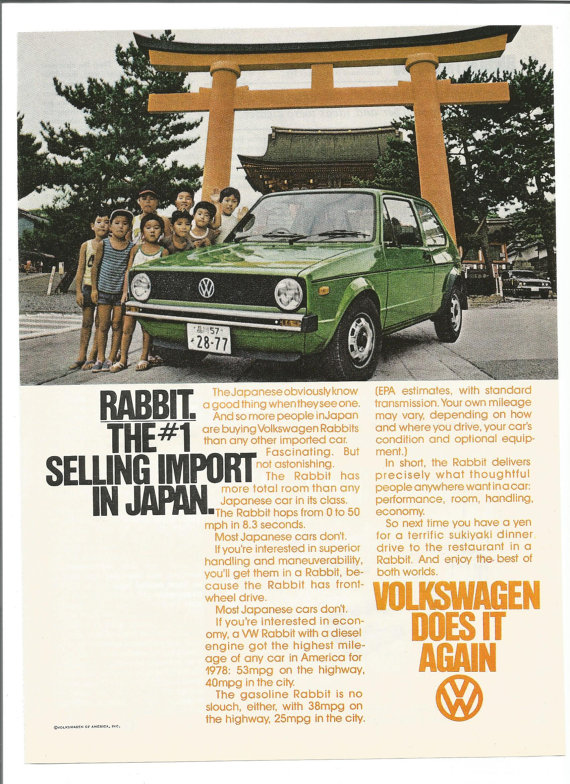 品川57
そ 28-77
RABBIT.
THE #1
SELLING IMPORT
IN JAPAN.
The Japanese obviously know
a good thing when they see one.
And so more people in Japan
are buying Volkswagen Rabbits
than any other imported car.
Fascinating. But
not astonishing.
The Rabbit has
more total room than any
Japanese car in its class.
The Rabbit hops from 0 to 50
mph in 8.3 seconds.
Most Japanese cars don't.
If you're interested in superior
handling and maneuverability,
you'll get them in a Rabbit, be-
cause the Rabbit has front-
wheel drive.
Most Japanese cars don't.
If you're interested in econ-
omy, a VW Rabbit with a diesel
engine got the highest mile-
age of any car in America for
1978: 53mpg on the highway,
40mpg in the city.
The gasoline Rabbit is no
slouch, either, with 38mpg on
the highway, 25mpg in the city.
(EPA estimates, with standard
transmission. Your own mileage
may vary, depending on how
and where you drive, your car's
condition and optional equip-
ment.)
In short, the Rabbit delivers
precisely what thoughtful
people anywhere want in a car:
performance, room, handling,
economy.
So next time you have a yen
for a terrific sukiyaki dinner
drive to the restaurant in a
Rabbit. And enjoy the best of
both worlds.
VOLKSWAGEN
DOES IT
AGAIN
©VOLKSWAGEN OF AMERICA, INC.